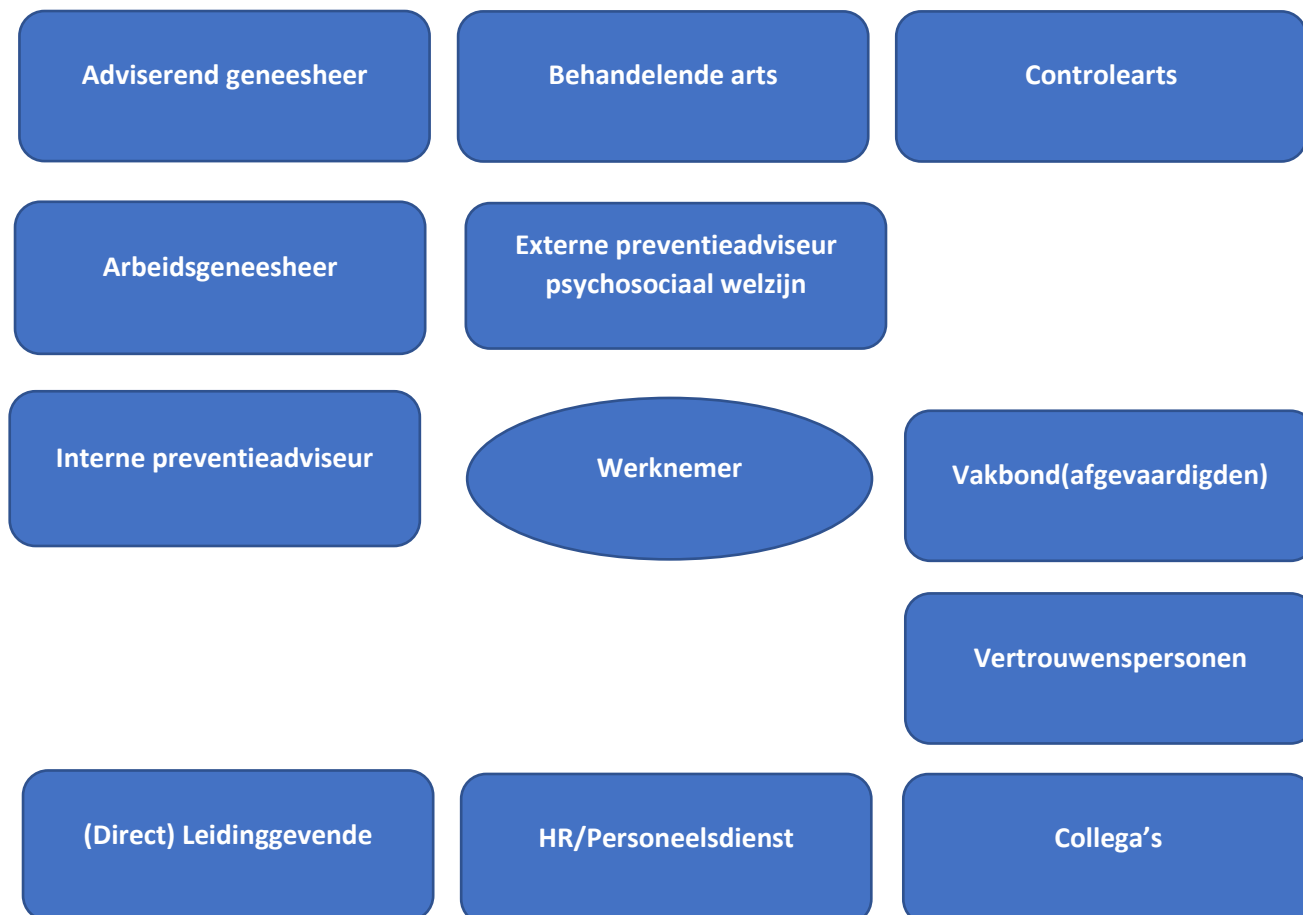 Adviserend geneesheer
Behandelende arts
Controlearts
Arbeidsgeneesheer
Externe preventieadviseur
psychosociaal welzijn
Interne preventieadviseur
Werknemer
Vakbond(afgevaardigden)
Vertrouwenspersonen
(Direct) Leidinggevende
HR/Personeelsdienst
Collega’s